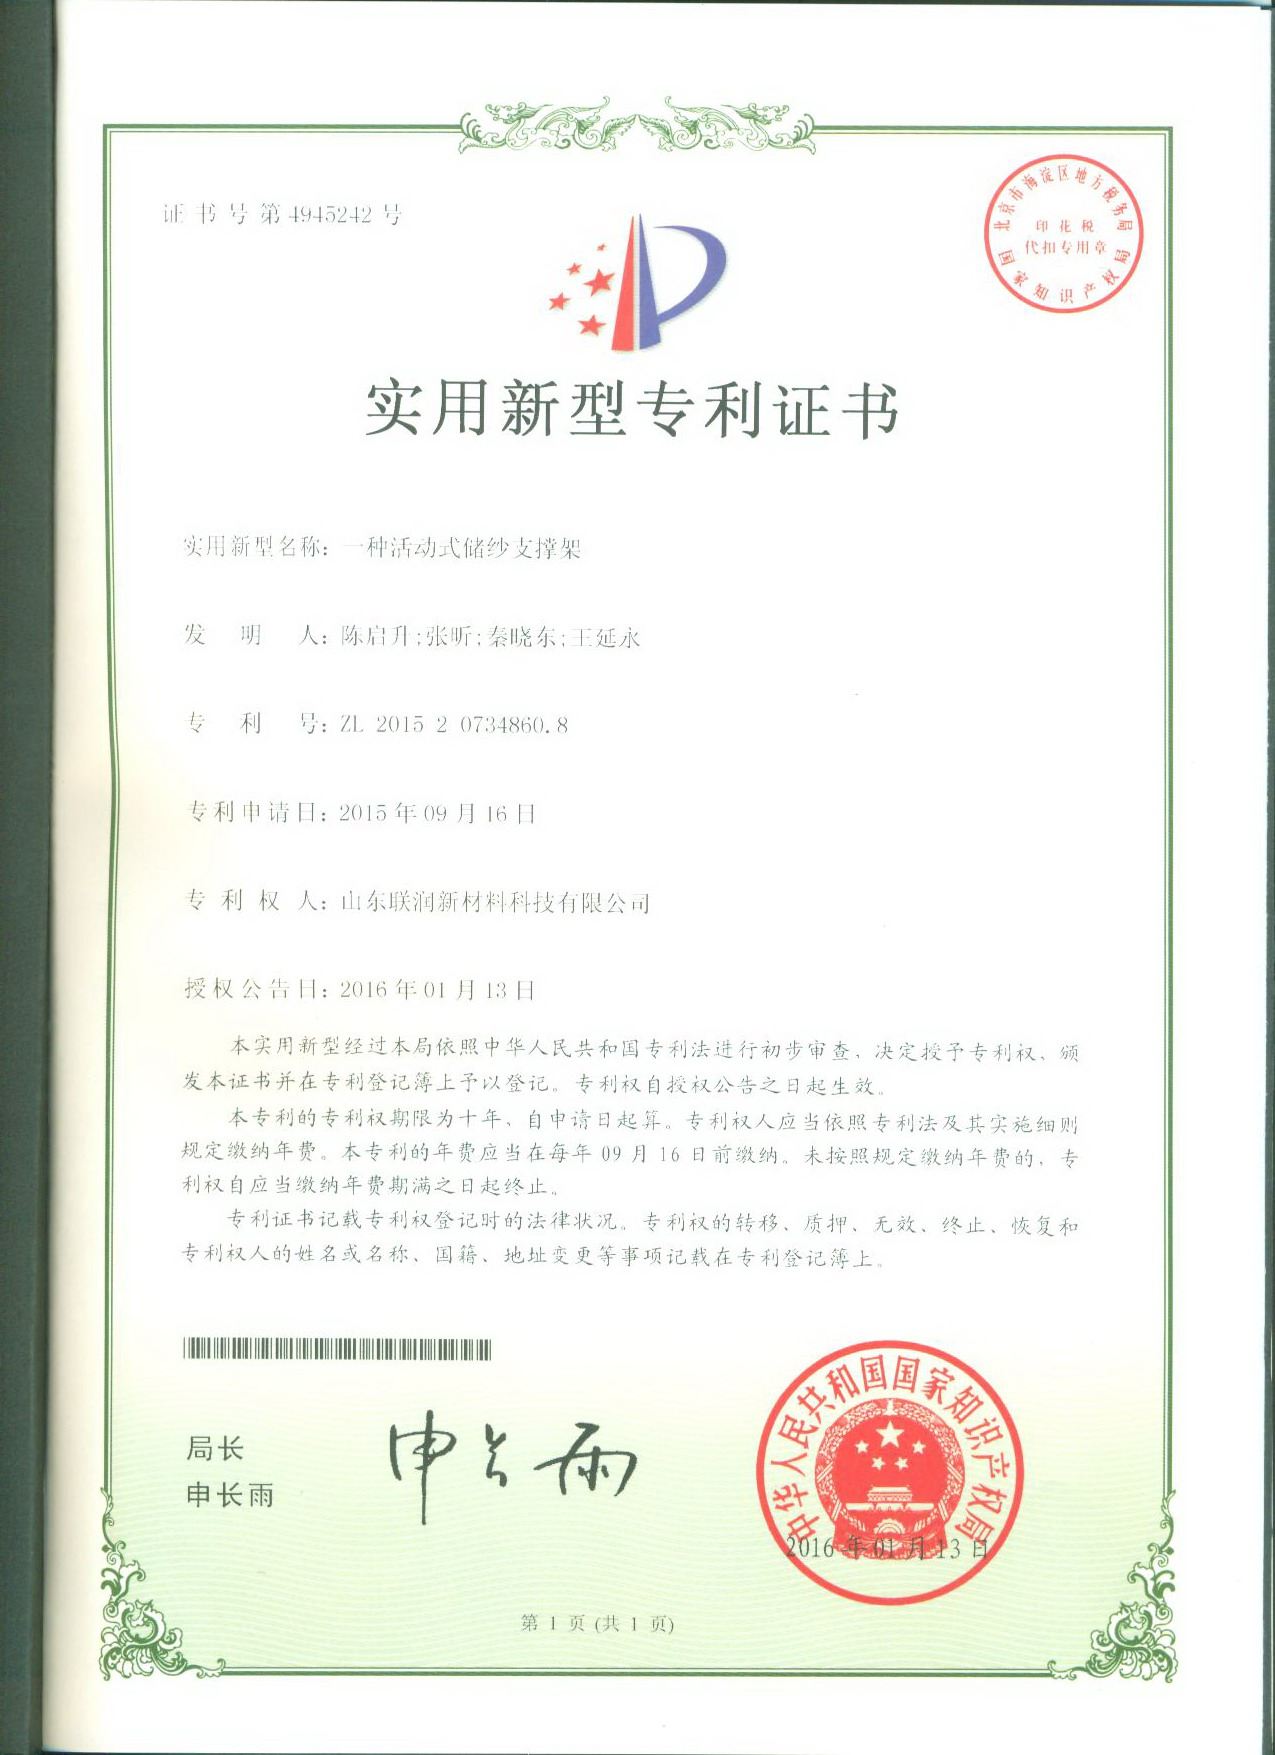 证书号第4945242号
北京市海淀区地方税务局
印花税
代扣专用章
国家知识产权局
实用新型专利证书
实用新型名称：一种活动式储纱支撑架
发明人：陈启升;张昕;秦晓东;王延永
专利号：ZL 2015 2 0734860.8
专利申请日：2015年09月16日
专利权人：山东联润新材料科技有限公司
授权公告日：2016年01月13日
本实用新型经过本局依照中华人民共和国专利法进行初步审查，决定授予专利权，颁
发本证书并在专利登记簿上予以登记。专利权自授权公告之日起生效。
本专利的专利权期限为十年，自申请日起算。专利权人应当依照专利法及其实施细则
规定缴纳年费。本专利的年费应当在每年09月16日前缴纳。未按照规定缴纳年费的，专
利权自应当缴纳年费期满之日起终止。
专利证书记载专利权登记时的法律状况。专利权的转移、质押、无效、终止、恢复和
专利权人的姓名或名称、国籍、地址变更等事项记载在专利登记簿上。
局长
申长雨
申长雨
中华人民共和国国家知识产权局
2016年01月13日
第 1 页 (共 1 页)